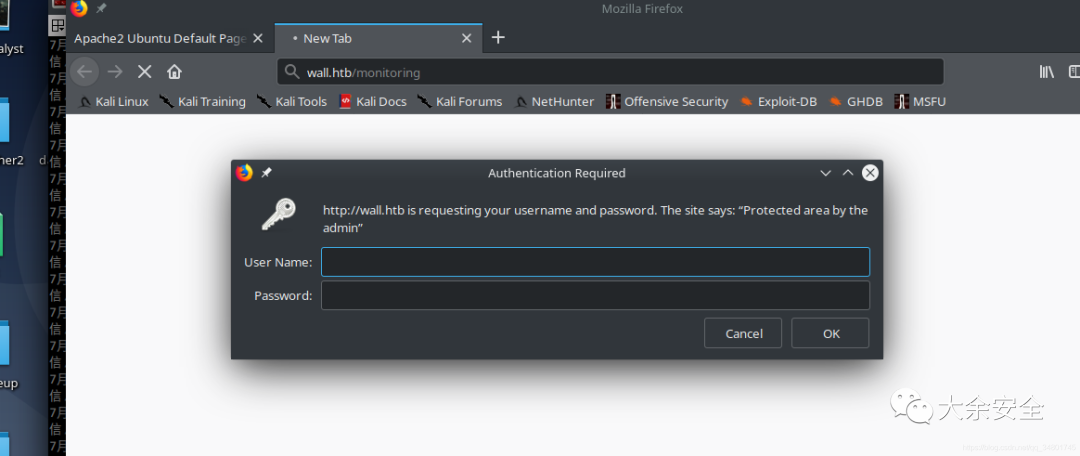 Mozilla Firefox
Apache2 Ubuntu Default Page
New Tab
wall.htb/monitoring
Kali Linux Kali Training Kali Tools Kali Docs Kali Forums NetHunter Offensive Security Exploit-DB GHDB MSFU
Authentication Required
http://wall.htb is requesting your username and password. The site says: “Protected area by the
admin”
User Name:
Password:
Cancel OK
alyst
her2
eup
7月
信
7月
信
7月
信
7月
信
7月
信
7月
信
7月
信
7月
信
7月
信
7月
信
7月
信
7月
信
7月
大余安全